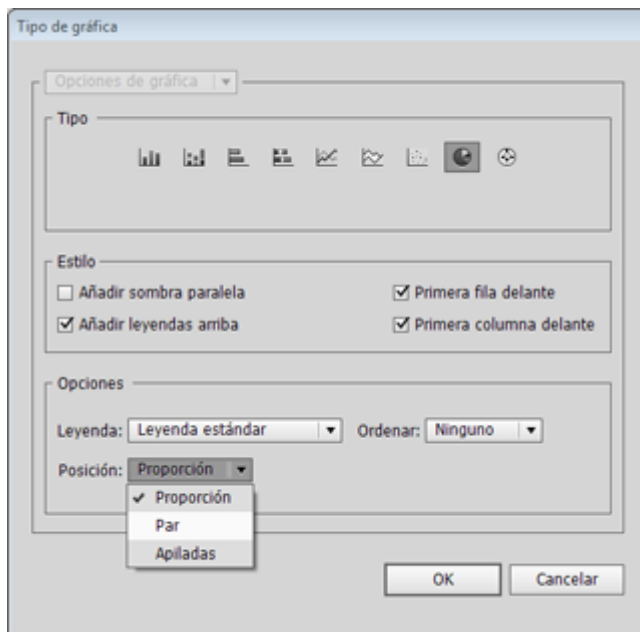 Tipo de gráfica
Opciones de gráfica
Tipo
Estilo
Añadir sombra paralela
Primera fila delante
Añadir leyendas arriba
Primera columna delante
Opciones
Leyenda: Leyenda estándar Ordenar: Ninguno
Posición: Proporción
Proporción
Par
Apiladas
OK Cancelar